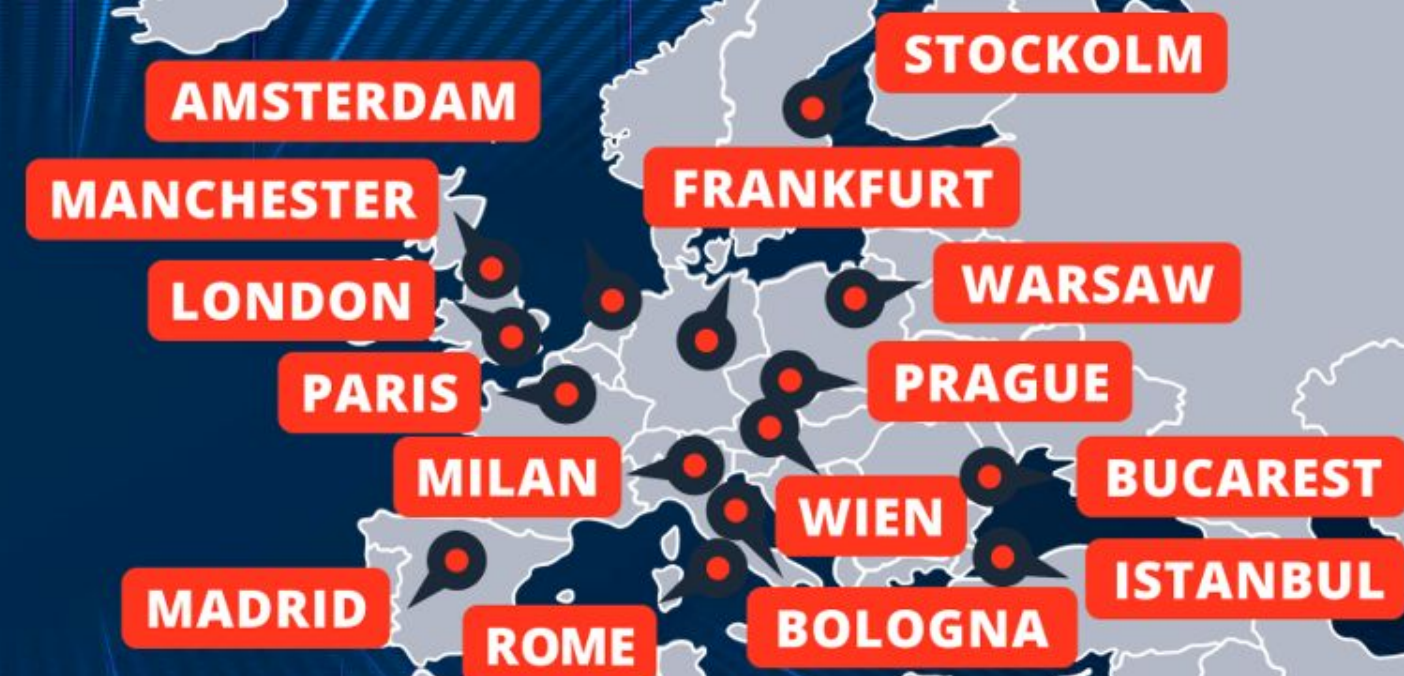 STOCKOLM
AMSTERDAM
FRANKFURT
MANCHESTER
WARSAW
LONDON
PRAGUE
PARIS
MILAN
BUCAREST
WIEN
ISTANBUL
MADRID
BOLOGNA
ROME